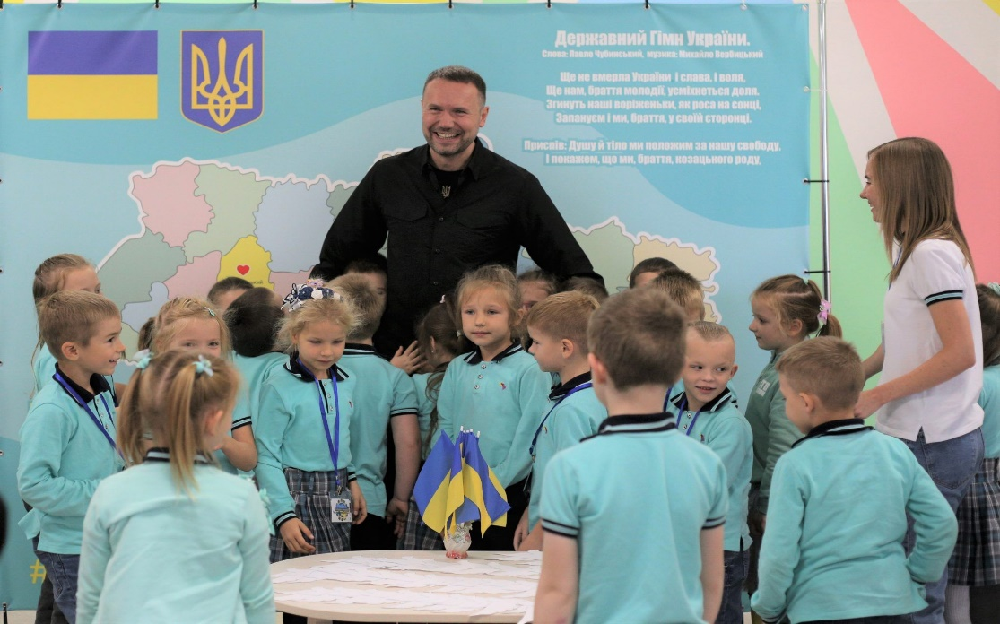 Державний Гімн України.
Слова: Павло Чубинський, музика: Михайло Вербицький
Ще не вмерла України і слава, і воля,
Ще нам, браття молодії, усміхнеться доля.
Згинуть наші воріженьки, як роса на сонці,
Запануєм і ми, браття, у своїй сторонці.
Приспів: Душу й тіло ми положим за нашу свободу,
І покажем, що ми, браття, козацького роду.
#